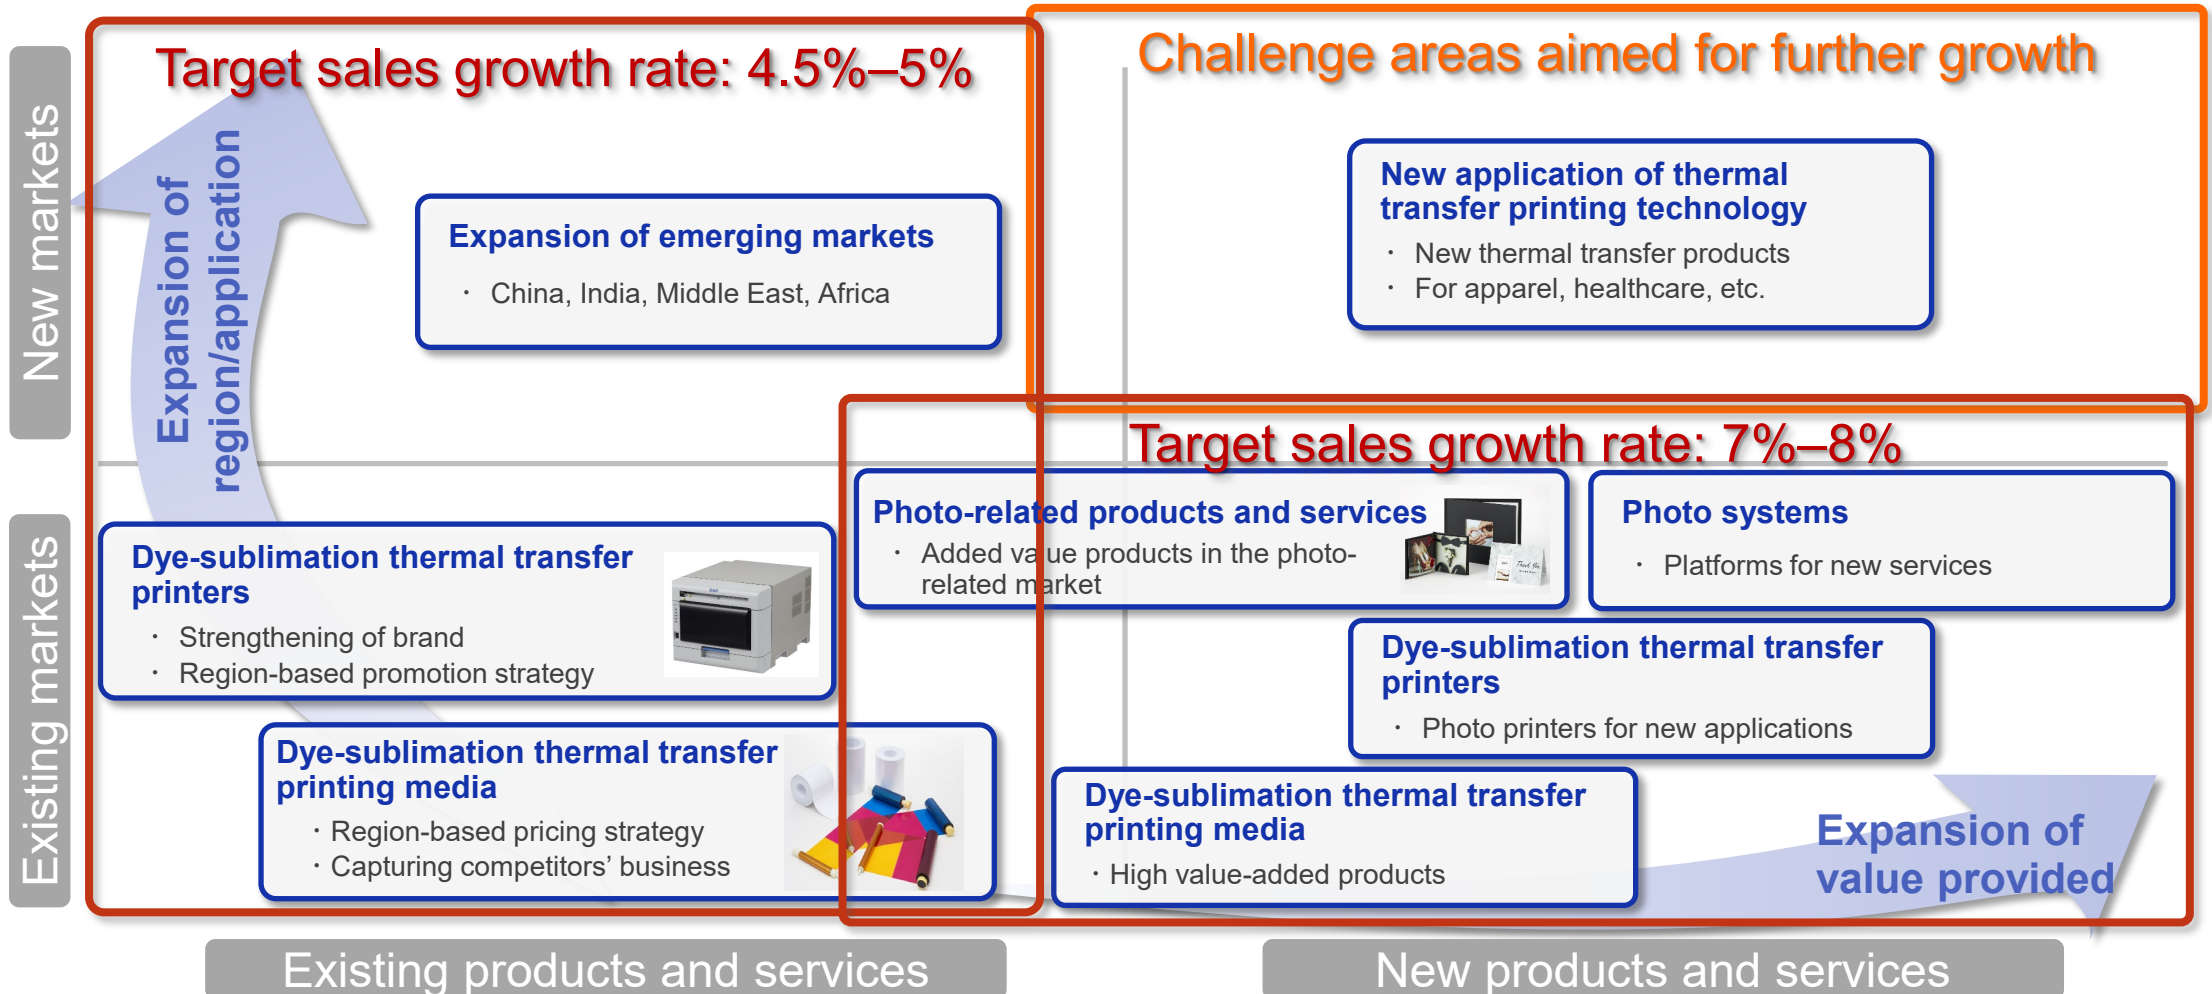 Target sales growth rate: 4.5%–5%
Challenge areas aimed for further growth
New markets
Expansion of
region/application
Expansion of emerging markets
・ China, India, Middle East, Africa
New application of thermal
transfer printing technology
・ New thermal transfer products
・ For apparel, healthcare, etc.
Target sales growth rate: 7%–8%
Existing markets
Dye-sublimation thermal transfer
printers
・ Strengthening of brand
・ Region-based promotion strategy
Photo-related products and services
・ Added value products in the photo-
related market
Thank You
Photo systems
・ Platforms for new services
Dye-sublimation thermal transfer
printers
・ Photo printers for new applications
Dye-sublimation thermal transfer
printing media
・Region-based pricing strategy
・Capturing competitors’ business
Dye-sublimation thermal transfer
printing media
・High value-added products
Expansion of
value provided
Existing products and services
New products and services